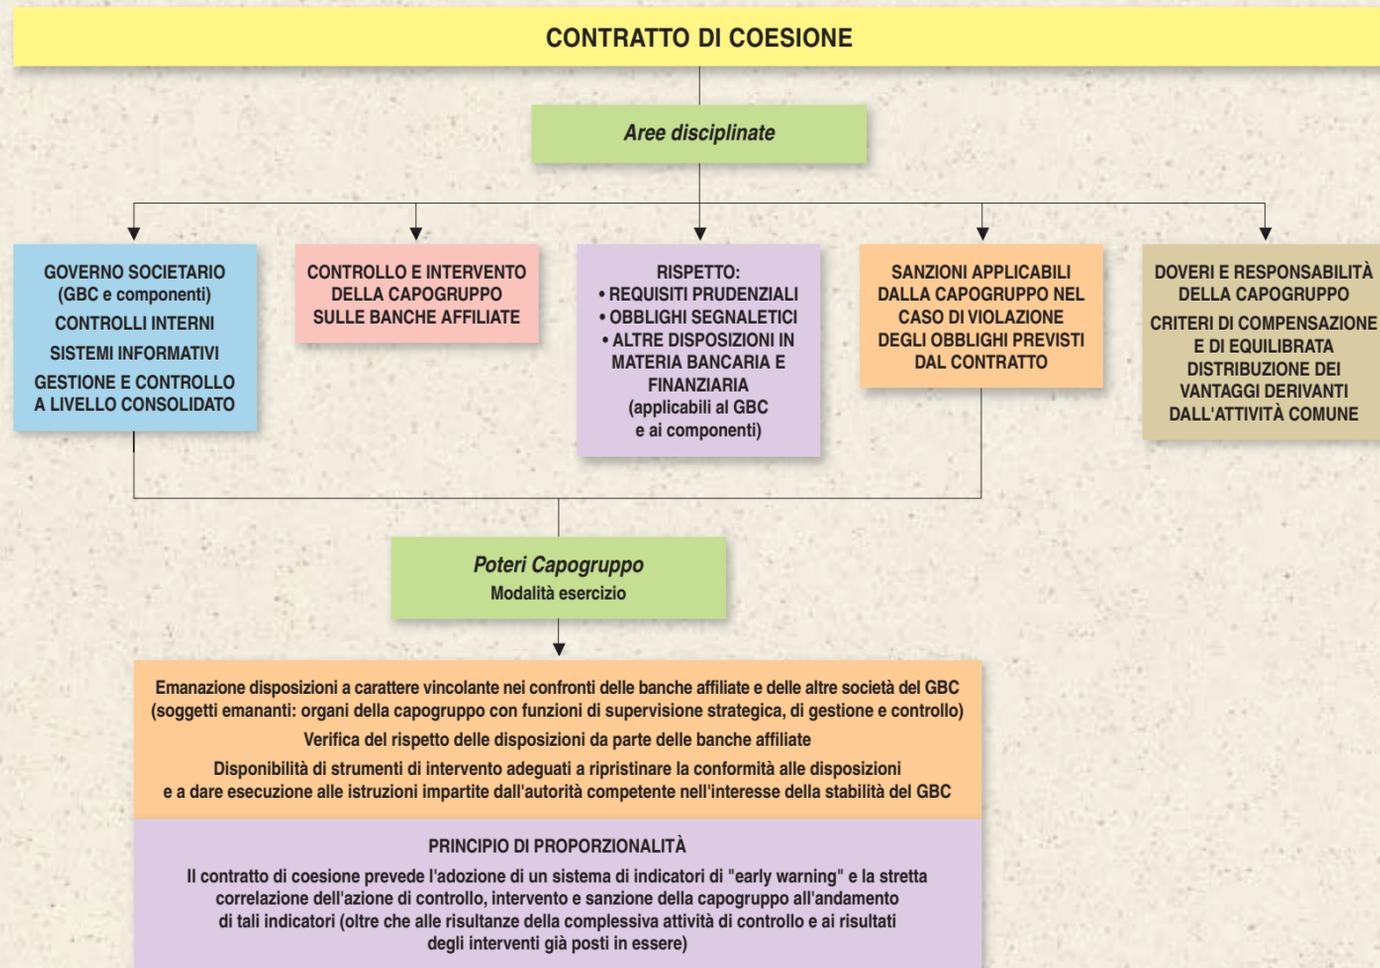 CONTRATTO DI COESIONE
Aree disciplinate
GOVERNO SOCIETARIO
(GBC e componenti)
CONTROLLI INTERNI
SISTEMI INFORMATIVI
GESTIONE E CONTROLLO
A LIVELLO CONSOLIDATO
CONTROLLO E INTERVENTO
DELLA CAPOGRUPPO
SULLE BANCHE AFFILIATE
RISPETTO:
• REQUISITI PRUDENZIALI
• OBBLIGHI SEGNALETICI
• ALTRE DISPOSIZIONI IN
MATERIA BANCARIA E
FINANZIARIA
(applicabili al GBC
e ai componenti)
SANZIONI APPLICABILI
DALLA CAPOGRUPPO NEL
CASO DI VIOLAZIONE
DEGLI OBBLIGHI PREVISTI
DAL CONTRATTO
DOVERI E RESPONSABILITÀ
DELLA CAPOGRUPPO
CRITERI DI COMPENSAZIONE
E DI EQUILIBRATA
DISTRIBUZIONE DEI
VANTAGGI DERIVANTI
DALL'ATTIVITÀ COMUNE
Poteri Capogruppo
Modalità esercizio
Emanazione disposizioni a carattere vincolante nei confronti delle banche affiliate e delle altre società del GBC
(soggetti emananti: organi della capogruppo con funzioni di supervisione strategica, di gestione e controllo)
Verifica del rispetto delle disposizioni da parte delle banche affiliate
Disponibilità di strumenti di intervento adeguati a ripristinare la conformità alle disposizioni
e a dare esecuzione alle istruzioni impartite dall'autorità competente nell'interesse della stabilità del GBC
PRINCIPIO DI PROPORZIONALITÀ
Il contratto di coesione prevede l'adozione di un sistema di indicatori di "early warning" e la stretta
correlazione dell'azione di controllo, intervento e sanzione della capogruppo all'andamento
di tali indicatori (oltre che alle risultanze della complessiva attività di controllo e ai risultati
degli interventi già posti in essere)